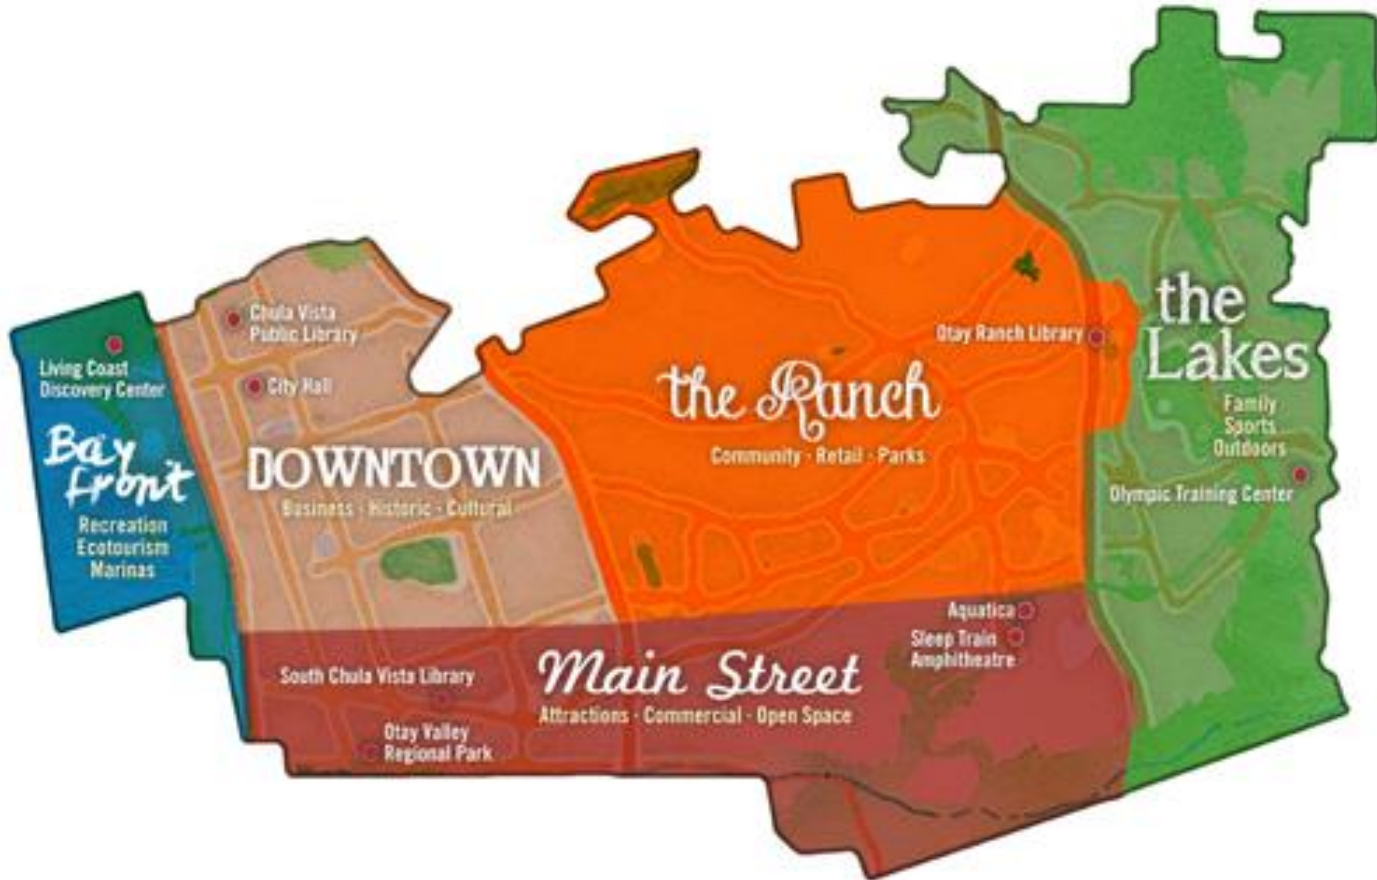 Chula Vista
Public Library
City Hall
Living Coast
Discovery Center
Bay
front
Recreation
Ecotourism
Marinas
DOWNTOWN
Business - Historic - Cultural
the Ranch
Community - Retail - Parks
Otay Ranch Library
the
Lakes
Family
Sports
Outdoors
Olympic Training Center
Aquatica
Sleep Train
Amphitheatre
Main Street
Attractions - Commercial - Open Space
South Chula Vista Library
Otay Valley
Regional Park